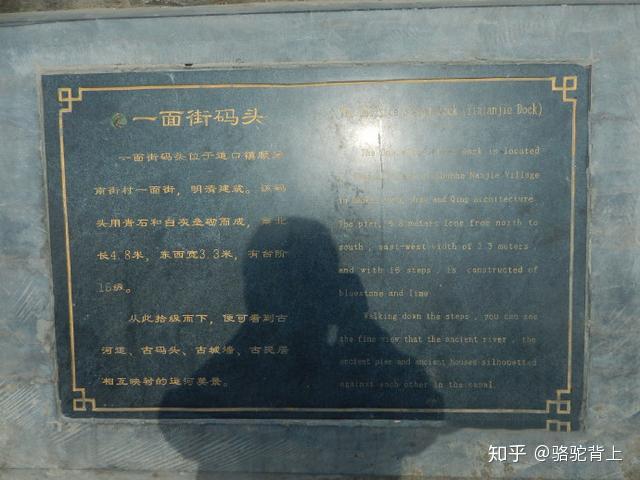 一面街码头
一面街码头位于道口镇顺河
南街村一面街，明清建筑。该码
头用青石和白灰垒砌而成，南北
长4.8米，东西宽3.3米，有台阶
16级。
从此拾级而下，便可看到古
河道、古码头、古城墙、古民居
相互映衬的运河美景。
Dock (Yimianjie Dock)
The dock is located
Shunhe Nanjie Village
Ming and Qing architecture.
The pier, 4.8 meters long from north to
south , east-west width of 3.3 meters ,
and with 16 steps , is constructed of
bluestone and lime
Walking down the steps , you can see
the fine view that the ancient river , the
ancient pier and ancient houses silhouetted
against each other in the canal.
知乎 @骆驼背上